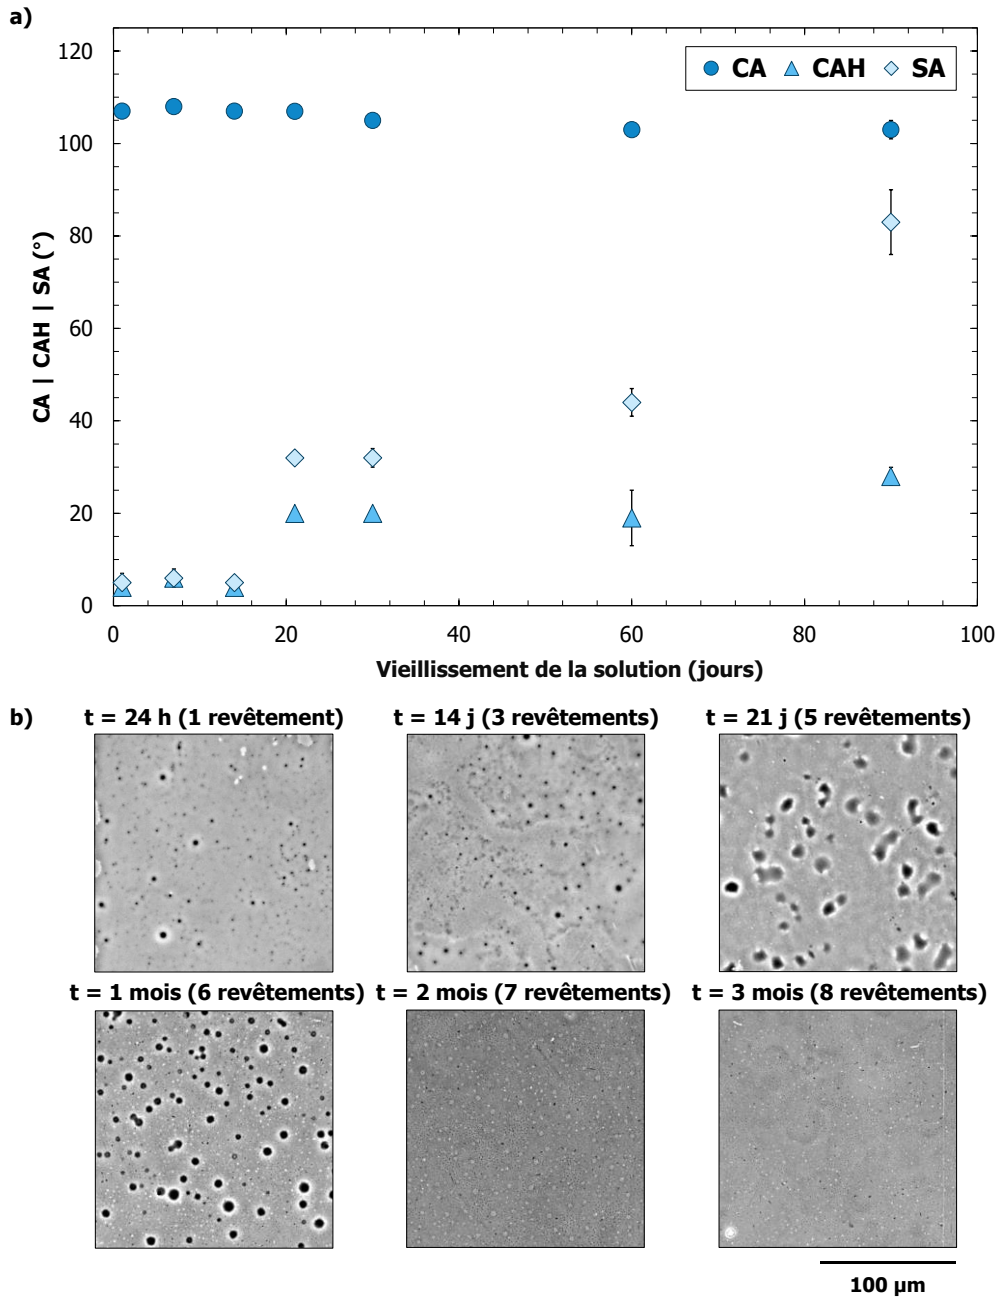 a)
120
100
80
60
40
20
0
CA | CAH | SA (°)
CA CAH SA
0 20 40 60 80 100
Vieillissement de la solution (jours)
b)
t = 24 h (1 revêtement) t = 14 j (3 revêtements) t = 21 j (5 revêtements)
t = 1 mois (6 revêtements) t = 2 mois (7 revêtements) t = 3 mois (8 revêtements)
100 µm